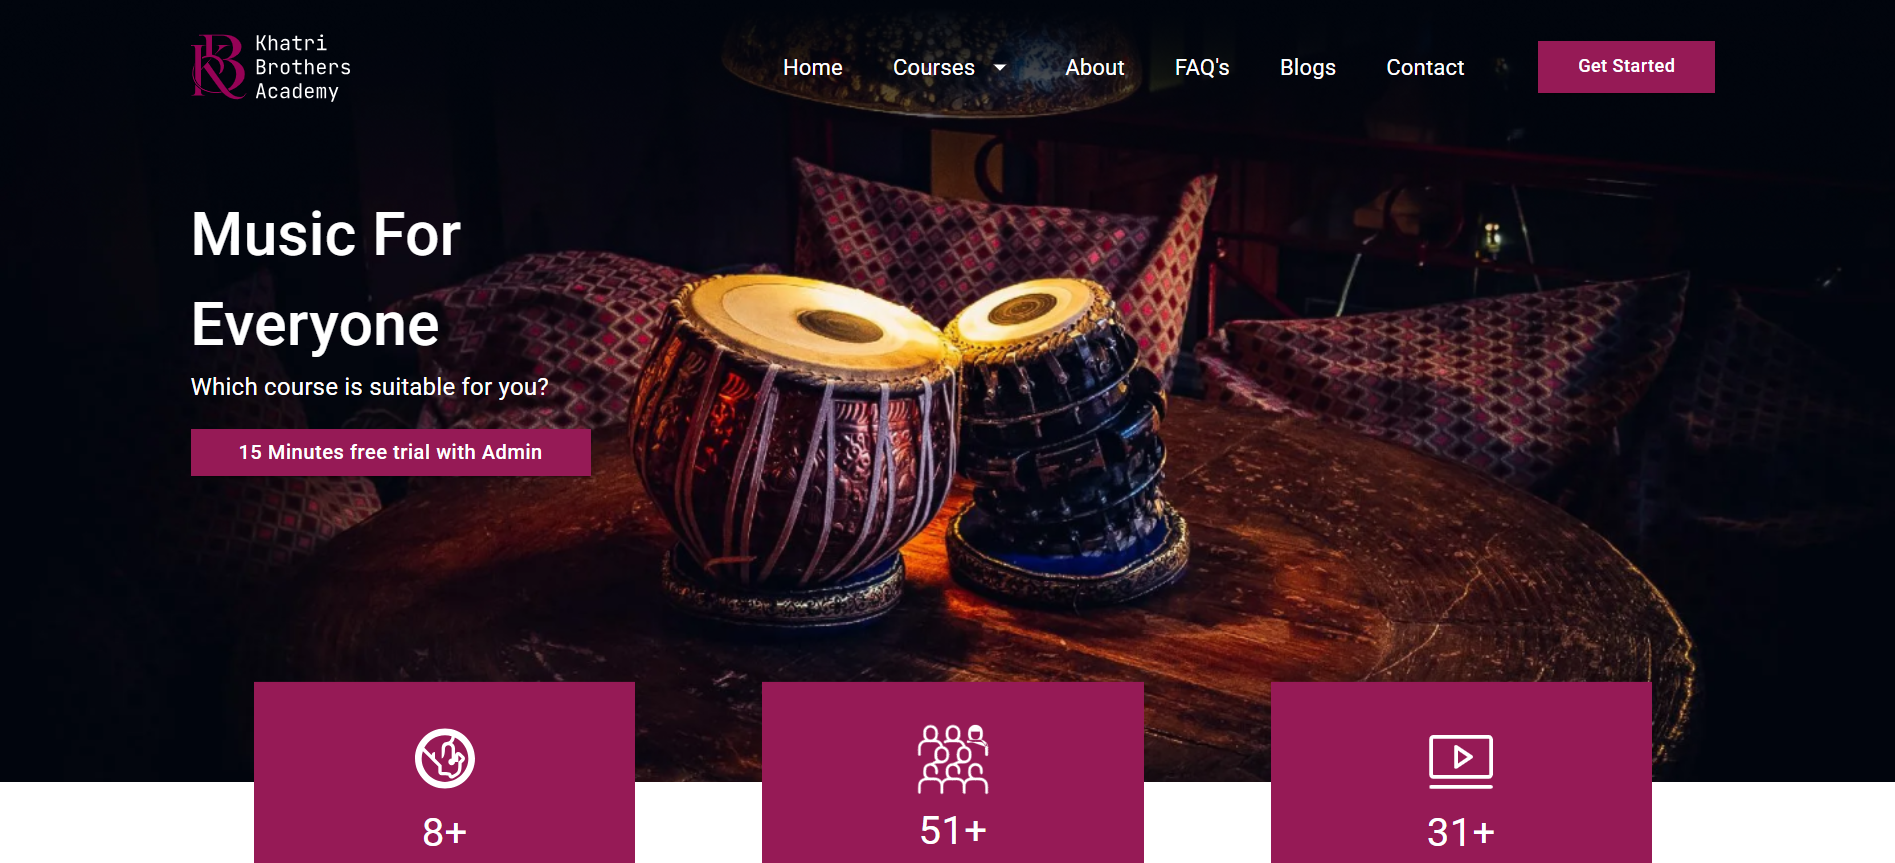 Khatri
Brothers
Academy
Home
Courses
About
FAQ's
Blogs
Contact
Get Started
Music For
Everyone
Which course is suitable for you?
15 Minutes free trial with Admin
8+
51+
31+